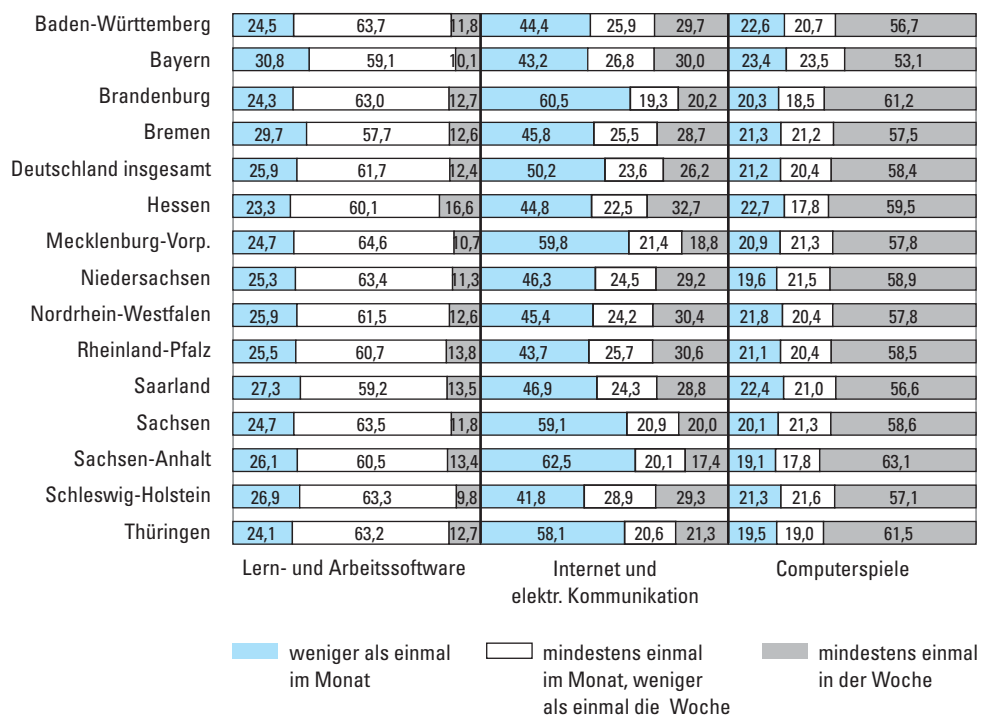 Baden-Württemberg 24,5 63,7 11,8 44,4 25,9 29,7 22,6 20,7 56,7
Bayern 30,8 59,1 10,1 43,2 26,8 30,0 23,4 23,5 53,1
Brandenburg 24,3 63,0 12,7 60,5 19,3 20,2 20,3 18,5 61,2
Bremen 29,7 57,7 12,6 45,8 25,5 28,7 21,3 21,2 57,5
Deutschland insgesamt 25,9 61,7 12,4 50,2 23,6 26,2 21,2 20,4 58,4
Hessen 23,3 60,1 16,6 44,8 22,5 32,7 22,7 17,8 59,5
Mecklenburg-Vorp. 24,7 64,6 10,7 59,8 21,4 18,8 20,9 21,3 57,8
Niedersachsen 25,3 63,4 11,3 46,3 24,5 29,2 19,6 21,5 58,9
Nordrhein-Westfalen 25,9 61,5 12,6 45,4 24,2 30,4 21,8 20,4 57,8
Rheinland-Pfalz 25,5 60,7 13,8 43,7 25,7 30,6 21,1 20,4 58,5
Saarland 27,3 59,2 13,5 46,9 24,3 28,8 22,4 21,0 56,6
Sachsen 24,7 63,5 11,8 59,1 20,9 20,0 20,1 21,3 58,6
Sachsen-Anhalt 26,1 60,5 13,4 62,5 20,1 17,4 19,1 17,8 63,1
Schleswig-Holstein 26,9 63,3 9,8 41,8 28,9 29,3 21,3 21,6 57,1
Thüringen 24,1 63,2 12,7 58,1 20,6 21,3 19,5 19,0 61,5
Lern- und Arbeitssoftware
Internet und
elektr. Kommunikation
Computerspiele
weniger als einmal
im Monat
mindestens einmal
im Monat, weniger
als einmal die Woche
mindestens einmal
in der Woche